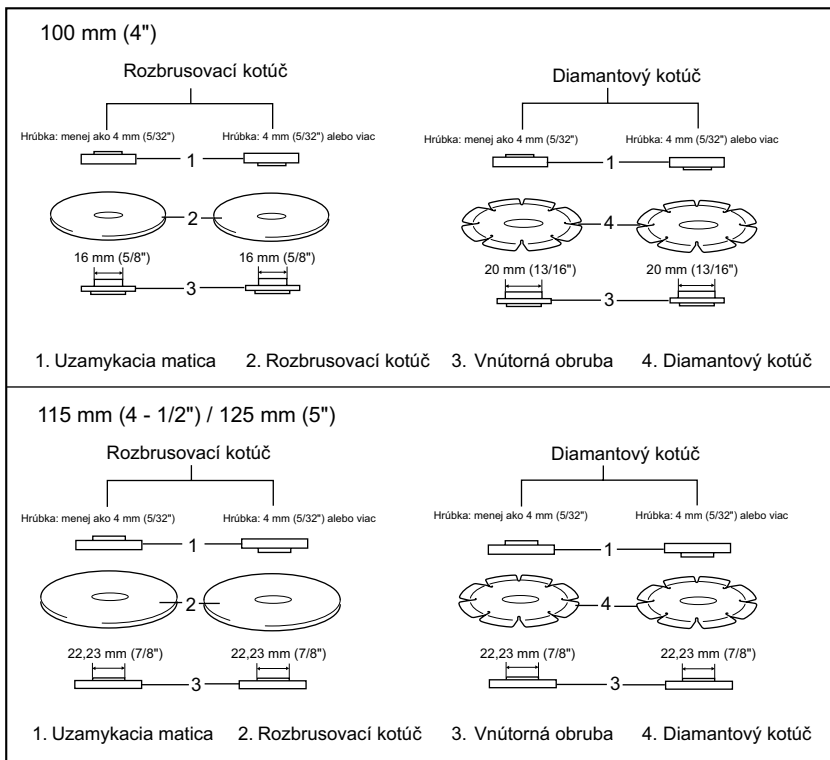 100 mm (4")
Rozbrusovací kotúč
Diamantový kotúč
Hrúbka: menej ako 4 mm (5/32")
Hrúbka: 4 mm (5/32") alebo viac
Hrúbka: menej ako 4 mm (5/32")
Hrúbka: 4 mm (5/32") alebo viac
1
1
2
4
16 mm (5/8")
16 mm (5/8")
20 mm (13/16")
20 mm (13/16")
3
3
1. Uzamykacia matica 2. Rozbrusovací kotúč 3. Vnútorná obruba 4. Diamantový kotúč
115 mm (4 - 1/2") / 125 mm (5")
Rozbrusovací kotúč
Diamantový kotúč
Hrúbka: menej ako 4 mm (5/32")
Hrúbka: 4 mm (5/32") alebo viac
Hrúbka: menej ako 4 mm (5/32")
Hrúbka: 4 mm (5/32") alebo viac
1
1
2
4
22,23 mm (7/8")
22,23 mm (7/8")
22,23 mm (7/8")
22,23 mm (7/8")
3
3
1. Uzamykacia matica 2. Rozbrusovací kotúč 3. Vnútorná obruba 4. Diamantový kotúč